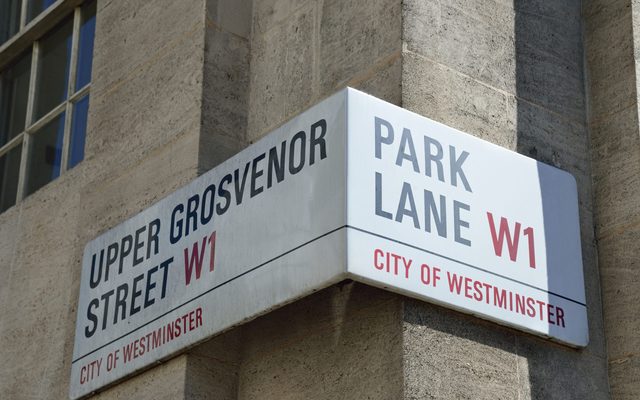 UPPER GROSVENOR
STREET W1
CITY OF WESTMINSTER
PARK
LANE W1
CITY OF WESTMINSTER